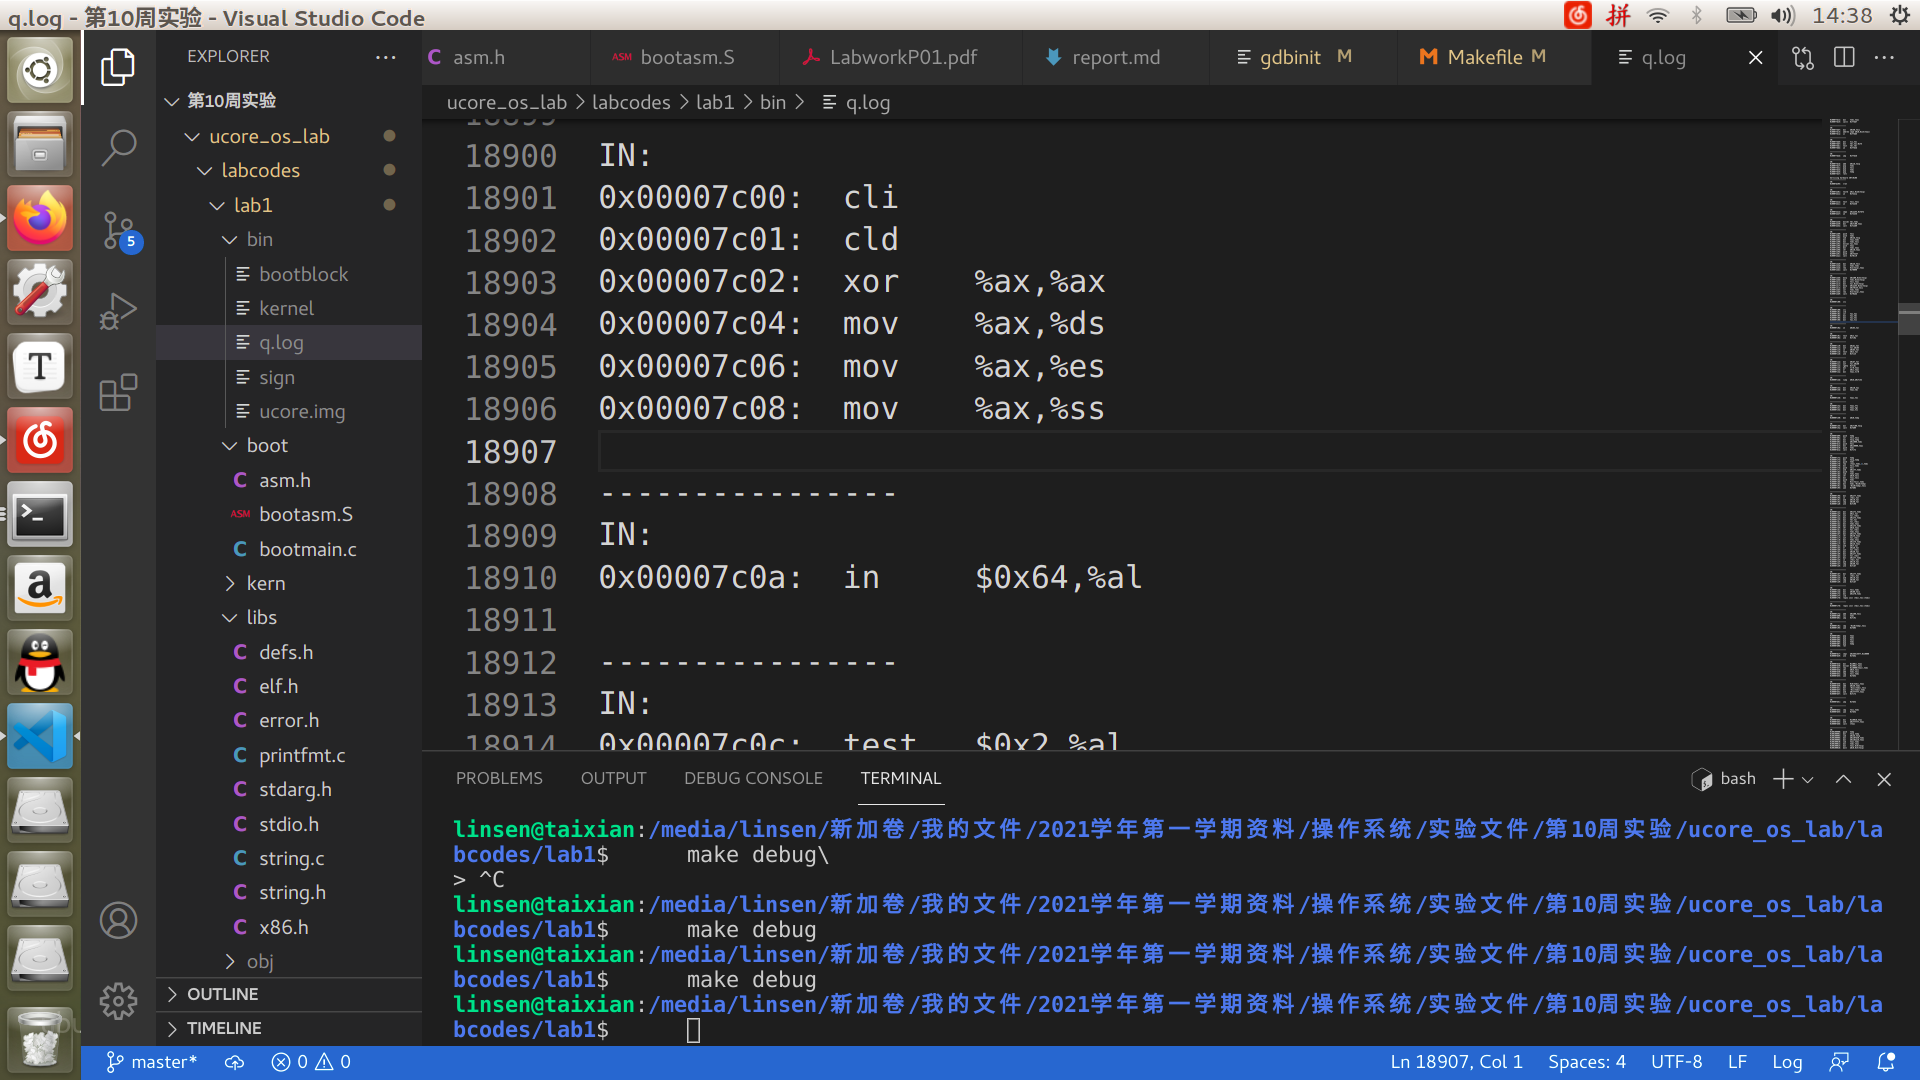 q.log - 第10周实验 - Visual Studio Code
拼
14:38
EXPLORER
asm.h
ASM bootasm.S
LabworkP01.pdf
report.md
gdbinit M
Makefile M
q.log
ucore_os_lab > labcodes > lab1 > bin > q.log
第10周实验
ucore_os_lab
labcodes
lab1
bin
bootblock
kernel
q.log
sign
ucore.img
boot
C asm.h
ASM bootasm.S
C bootmain.c
kern
libs
C defs.h
C elf.h
C error.h
C printfmt.c
C stdarg.h
C stdio.h
C string.c
C string.h
C x86.h
obj
OUTLINE
TIMELINE
5
18899
18900 IN:
18901 0x00007c00: cli
18902 0x00007c01: cld
18903 0x00007c02: xor %ax,%ax
18904 0x00007c04: mov %ax,%ds
18905 0x00007c06: mov %ax,%es
18906 0x00007c08: mov %ax,%ss
18907
18908 ----------------
18909 IN:
18910 0x00007c0a: in $0x64,%al
18911
18912 ----------------
18913 IN:
18914 0x00007c0c: test $0x2,%al
PROBLEMS OUTPUT DEBUG CONSOLE TERMINAL
bash
linsen@taixian:/media/linsen/新加卷/我的文件/2021学年第一学期资料/操作系统/实验文件/第10周实验/ucore_os_lab/la
bcodes/lab1$ make debug\
> ^C
linsen@taixian:/media/linsen/新加卷/我的文件/2021学年第一学期资料/操作系统/实验文件/第10周实验/ucore_os_lab/la
bcodes/lab1$ make debug
linsen@taixian:/media/linsen/新加卷/我的文件/2021学年第一学期资料/操作系统/实验文件/第10周实验/ucore_os_lab/la
bcodes/lab1$ make debug
linsen@taixian:/media/linsen/新加卷/我的文件/2021学年第一学期资料/操作系统/实验文件/第10周实验/ucore_os_lab/la
bcodes/lab1$
master* 0 0
Ln 18907, Col 1 Spaces: 4 UTF-8 LF Log